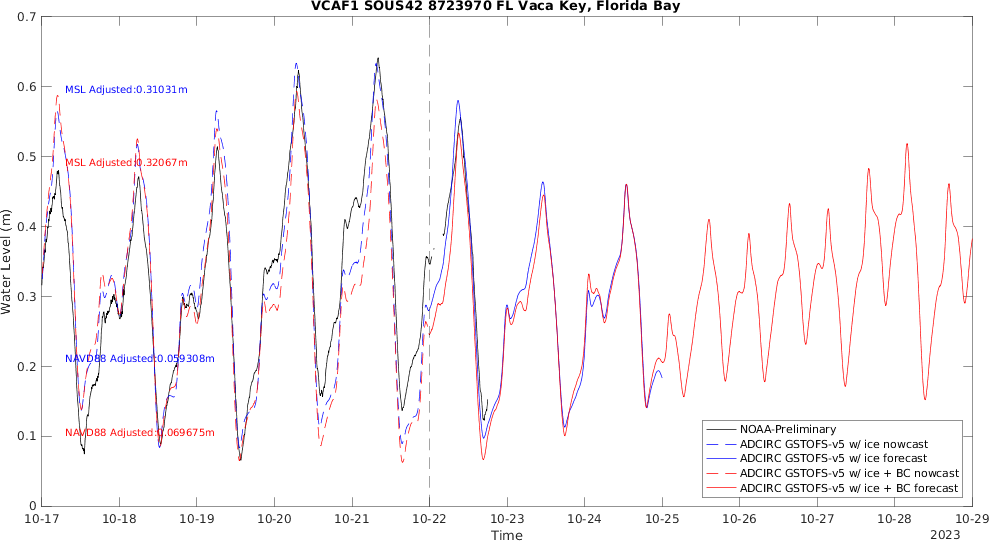 VCAF1 SOUS42 8723970 FL Vaca Key, Florida Bay
0.7
0.6
0.5
0.4
0.3
0.2
0.1
0
Water Level (m)
MSL Adjusted:0.31031m
MSL Adjusted:0.32067m
NAVD88 Adjusted:0.059308m
NAVD88 Adjusted:0.069675m
NOAA-Preliminary
ADCIRC GSTOFS-v5 w/ ice nowcast
ADCIRC GSTOFS-v5 w/ ice forecast
ADCIRC GSTOFS-v5 w/ ice + BC nowcast
ADCIRC GSTOFS-v5 w/ ice + BC forecast
10-17 10-18 10-19 10-20 10-21 10-22 10-23 10-24 10-25 10-26 10-27 10-28 10-29
Time
2023